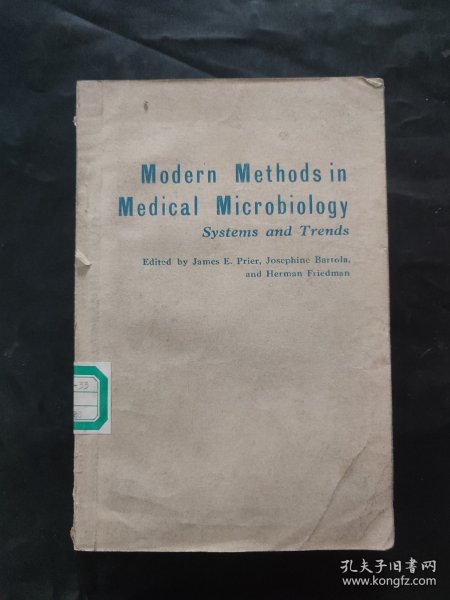 Modern Methods in
Medical Microbiology
Systems and Trends
Edited by James E. Prier, Josephine Bartola,
and Herman Friedman
-33
孔夫子旧书网
www.kongfz.com